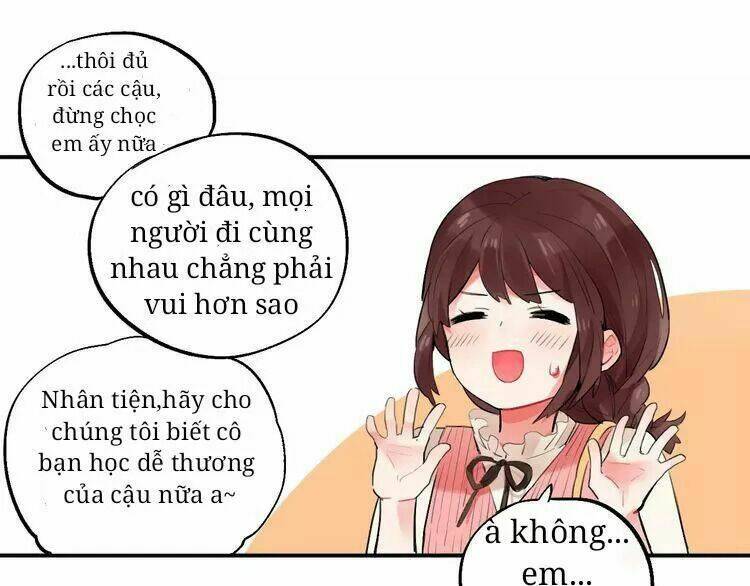 ...thôi đủ
rồi các cậu,
đừng chọc
em ấy nữa
có gì đâu, mọi
người đi cùng
nhau chẳng phải
vui hơn sao
Nhân tiện,hãy cho
chúng tôi biết cô
bạn học dễ thương
của cậu nữa a~
à không...
em...